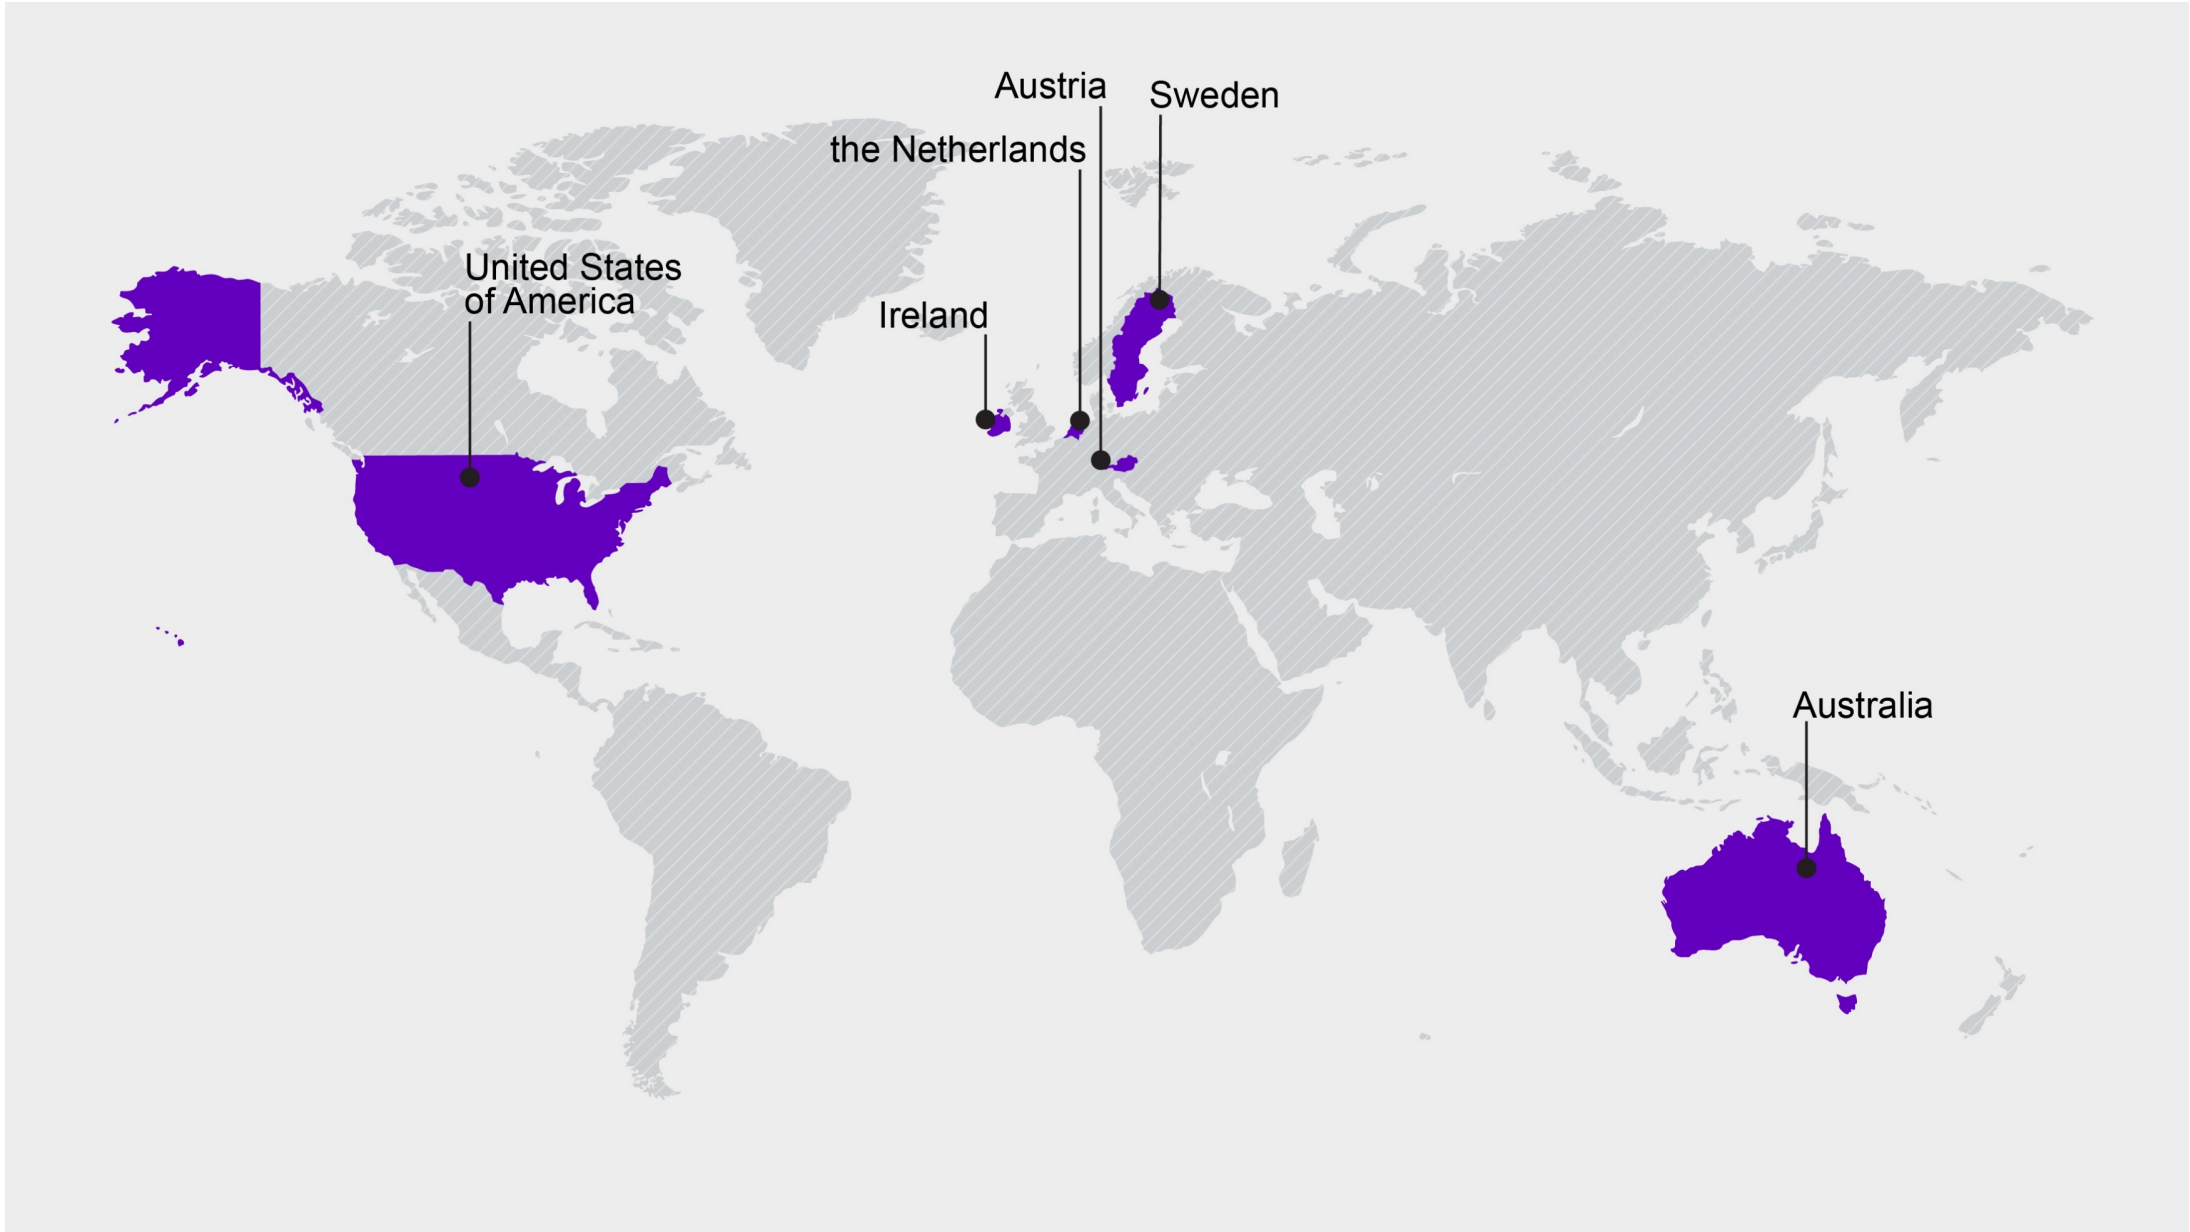 Austria
Sweden
the Netherlands
United States
of America
Ireland
Australia